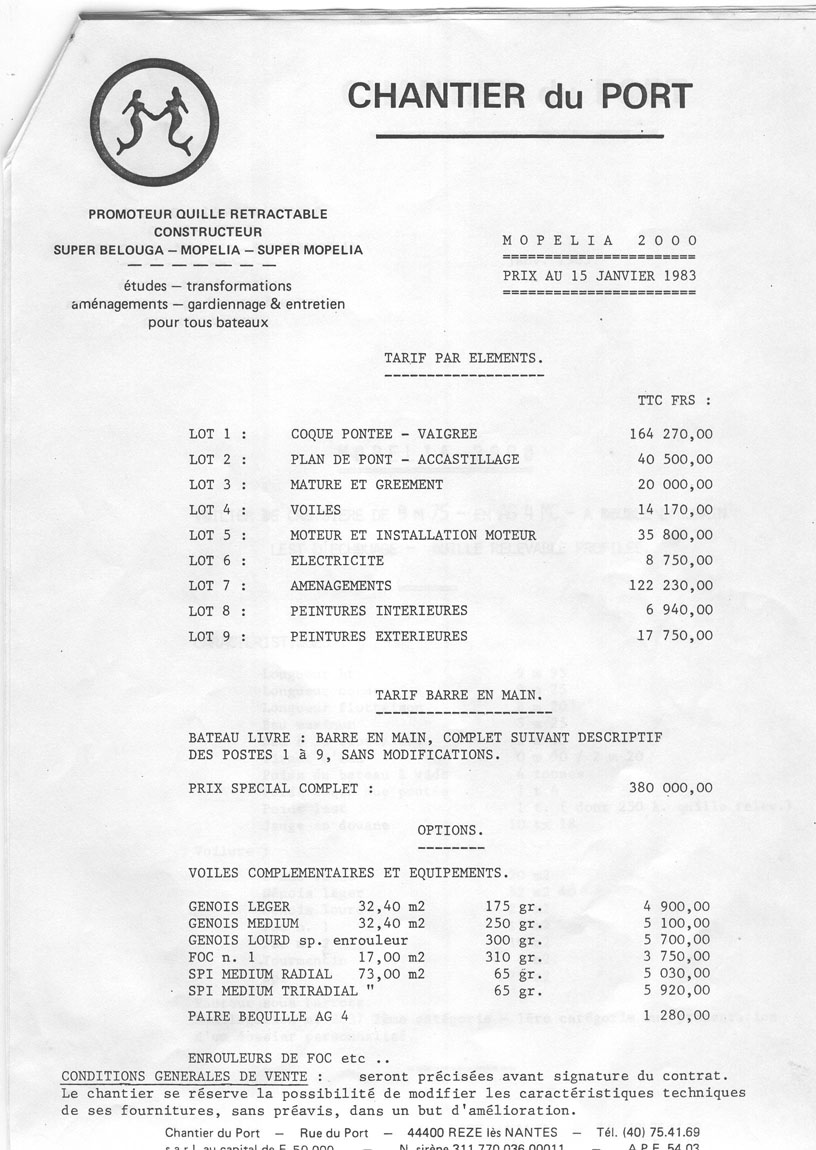 CHANTIER du PORT
PROMOTEUR QUILLE RETRACTABLE
CONSTRUCTEUR
SUPER BELOUGA — MOPELIA — SUPER MOPELIA
études — transformations
aménagements — gardiennage & entretien
pour tous bateaux
MOPELIA 2000
PRIX AU 15 JANVIER 1983
TARIF PAR ELEMENTS.
TTC FRS :
LOT 1 : COQUE PONTEE - VAIGREE 164 270,00
LOT 2 : PLAN DE PONT - ACCASTILLAGE 40 500,00
LOT 3 : MATURE ET GREEMENT 20 000,00
LOT 4 : VOILES 14 170,00
LOT 5 : MOTEUR ET INSTALLATION MOTEUR 35 800,00
LOT 6 : ELECTRICITE 8 750,00
LOT 7 : AMENAGEMENTS 122 230,00
LOT 8 : PEINTURES INTERIEURES 6 940,00
LOT 9 : PEINTURES EXTERIEURES 17 750,00
TARIF BARRE EN MAIN.
BATEAU LIVRE : BARRE EN MAIN, COMPLET SUIVANT DESCRIPTIF
DES POSTES 1 à 9, SANS MODIFICATIONS.
PRIX SPECIAL COMPLET : 380 000,00
OPTIONS.
VOILES COMPLEMENTAIRES ET EQUIPEMENTS.
GENOIS LEGER 32,40 m2 175 gr. 4 900,00
GENOIS MEDIUM 32,40 m2 250 gr. 5 100,00
GENOIS LOURD sp. enrouleur 300 gr. 5 700,00
FOC n. 1 17,00 m2 310 gr. 3 750,00
SPI MEDIUM RADIAL 73,00 m2 65 gr. 5 030,00
SPI MEDIUM TRIRADIAL " 65 gr. 5 920,00
PAIRE BEQUILLE AG 4 1 280,00
ENROULEURS DE FOC etc ..
CONDITIONS GENERALES DE VENTE : seront précisées avant signature du contrat.
Le chantier se réserve la possibilité de modifier les caractéristiques techniques
de ses fournitures, sans préavis, dans un but d'amélioration.
Chantier du Port — Rue du Port — 44400 REZE lès NANTES — Tél. (40) 75.41.69
s.a.r.l. au capital de F. 50.000 — N. sirène 311 770 036 00011 — A.P.E. 54 03